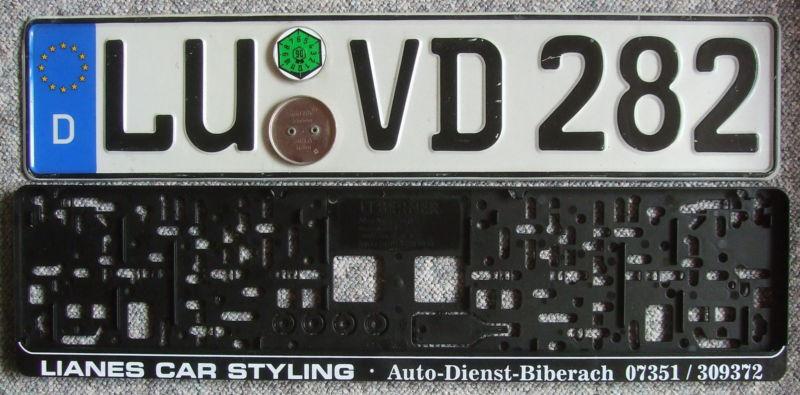 D
LU VD 282
LIANES CAR STYLING · Auto-Dienst-Biberach 07351 / 309372